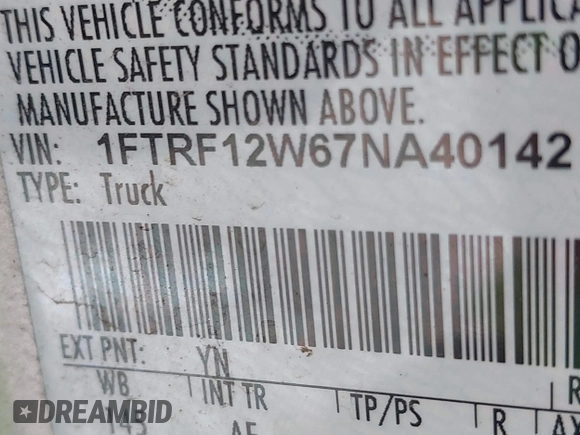 THIS VEHICLE CONFORMS TO ALL
VEHICLE SAFETY STANDARDS IN EFFECT
MANUFACTURE SHOWN ABOVE.
VIN: 1FTRF12W67NA40142
TYPE: Truck
EXT PNT: YN
WB INT TR TP/PS R
DREAMBID